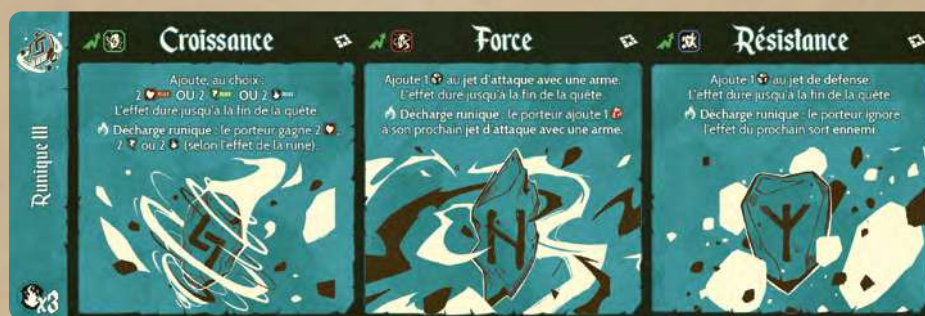 Runique III
x3
Croissance
Ajoute, au choix :
2 OU 2 OU 2
L'effet dure jusqu'à la fin de la quête
Décharge runique : le porteur gagne 2 ,
2 ou 2 (selon l'effet de la rune).
Force
Ajoute 1 au jet d'attaque avec une arme.
L'effet dure jusqu'à la fin de la quête
Décharge runique : le porteur ajoute 1
à son prochain jet d'attaque avec une arme.
Résistance
Ajoute 1 au jet de défense.
L'effet dure jusqu'à la fin de la quête
Décharge runique : le porteur ignore
l'effet du prochain sort ennemi.